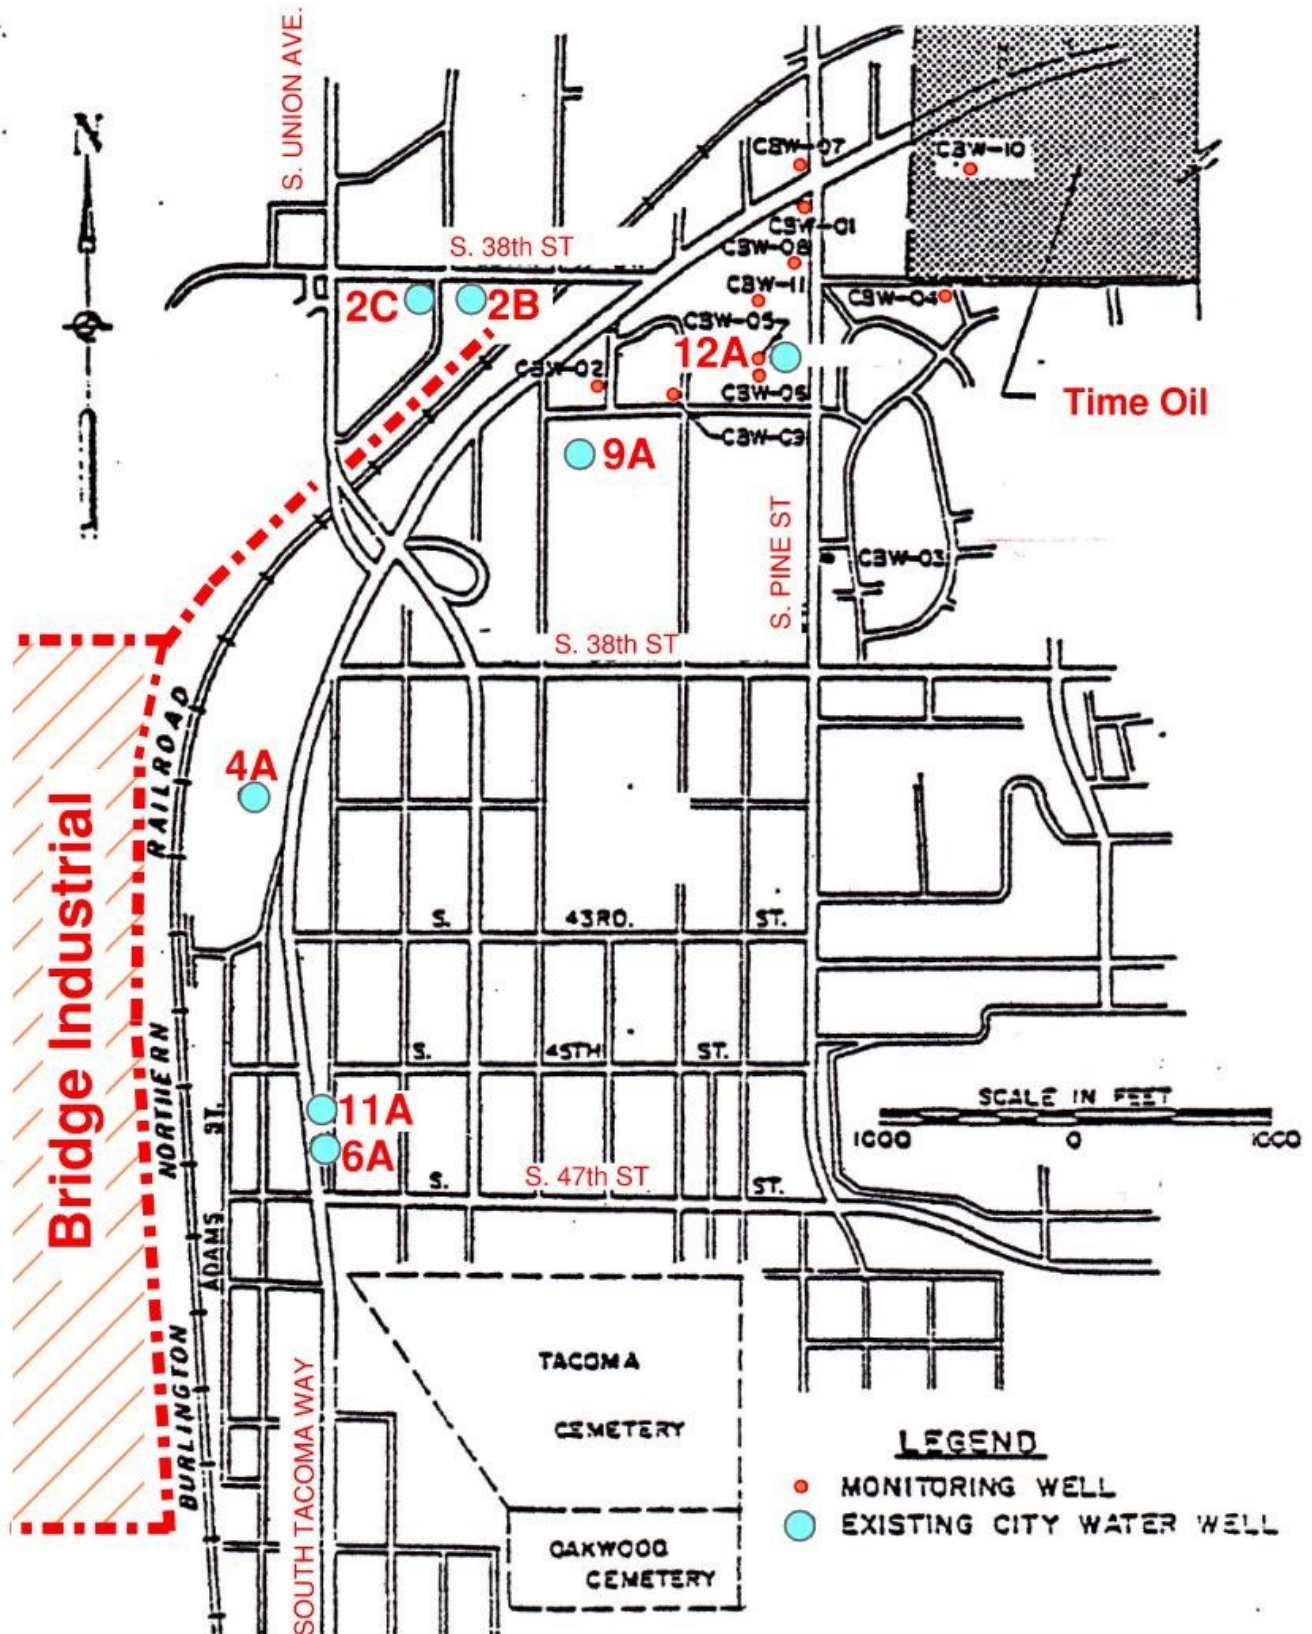 S. UNION AVE.
N
CBW-07
CBW-10
CBW-01
S. 38th ST
CBW-08
CBW-11
CBW-04
2C
2B
CBW-05
12A
CBW-02
CBW-06
Time Oil
CBW-09
9A
S. PINE ST
CBW-03
S. 38th ST
4A
RAILROAD
NORTHERN
BURLINGTON
Bridge Industrial
S. 43RD. ST.
S. 45TH ST.
SCALE IN FEET
1000 0 1000
11A
6A
ADAMS ST.
S. S. 47th ST ST.
TACOMA
CEMETERY
SOUTH TACOMA WAY
LEGEND
MONITORING WELL
EXISTING CITY WATER WELL
OAKWOOD
CEMETERY